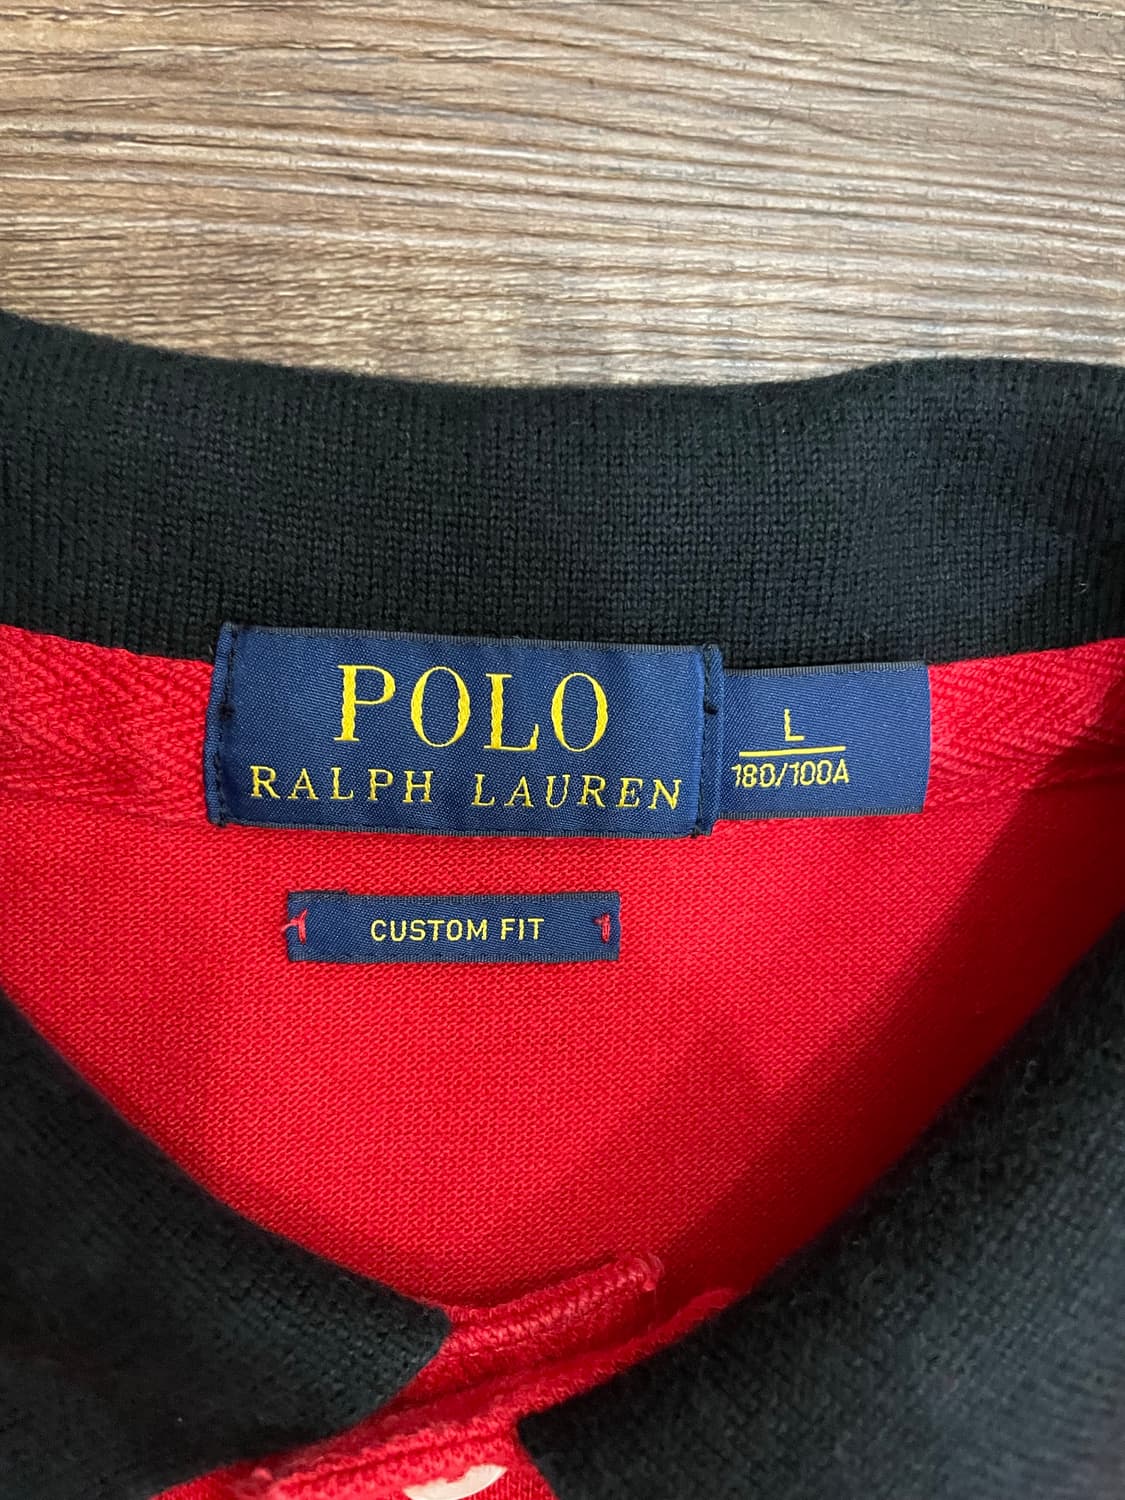 POLO
RALPH LAUREN
L
180/100A
CUSTOM FIT